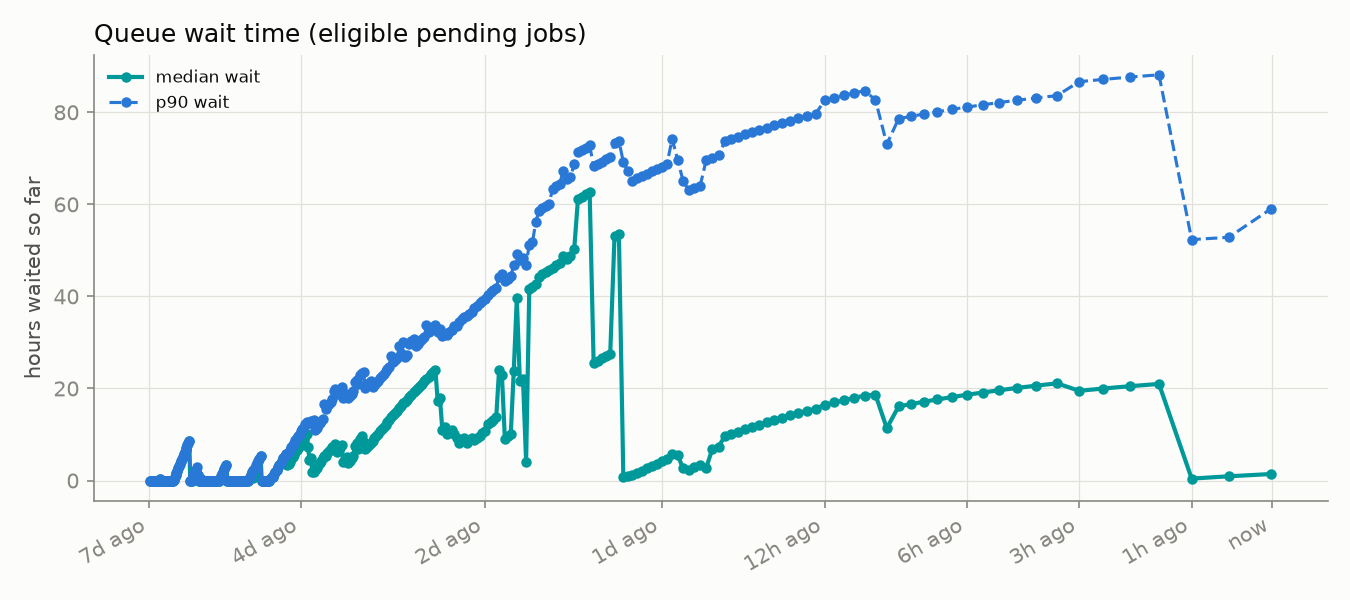 Queue wait time (eligible pending jobs)
median wait
p90 wait
hours waited so far
80
60
40
20
0
7d ago
4d ago
2d ago
1d ago
12h ago
6h ago
3h ago
1h ago
now